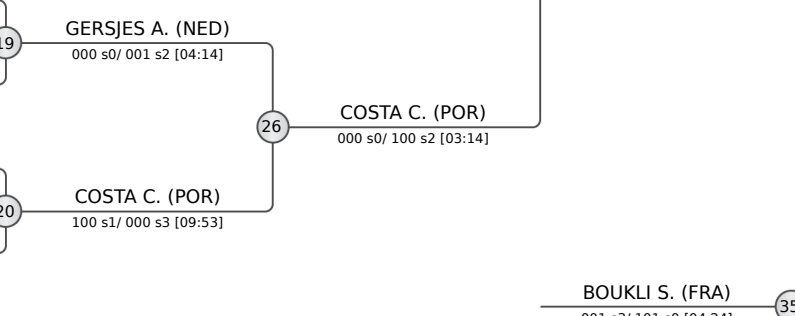 GERSJES A. (NED)
19
000 s0/ 001 s2 [04:14]
COSTA C. (POR)
26
000 s0/ 100 s2 [03:14]
COSTA C. (POR)
20
100 s1/ 000 s3 [09:53]
BOUKLI S. (FRA)
35